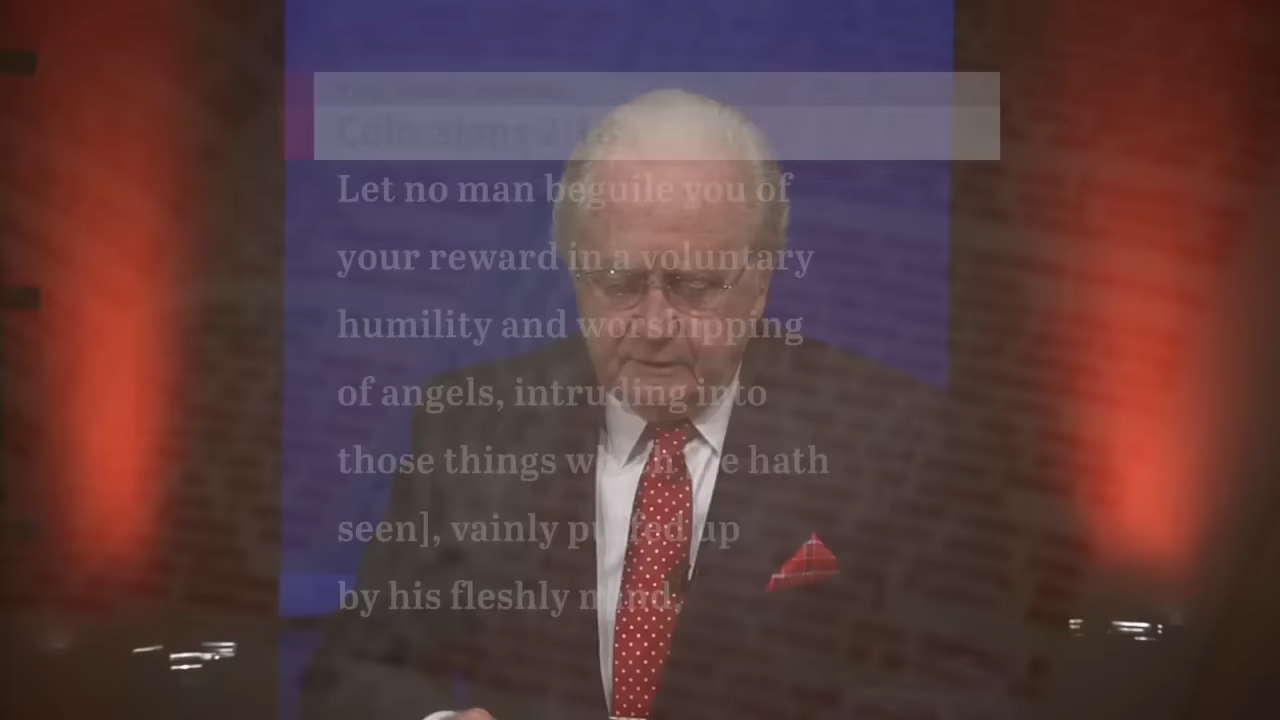 Colossians 2:18
Let no man beguile you of
your reward in a voluntary
humility and worshipping
of angels, intruding into
those things which he hath
seen], vainly puffed up
by his fleshly mind,